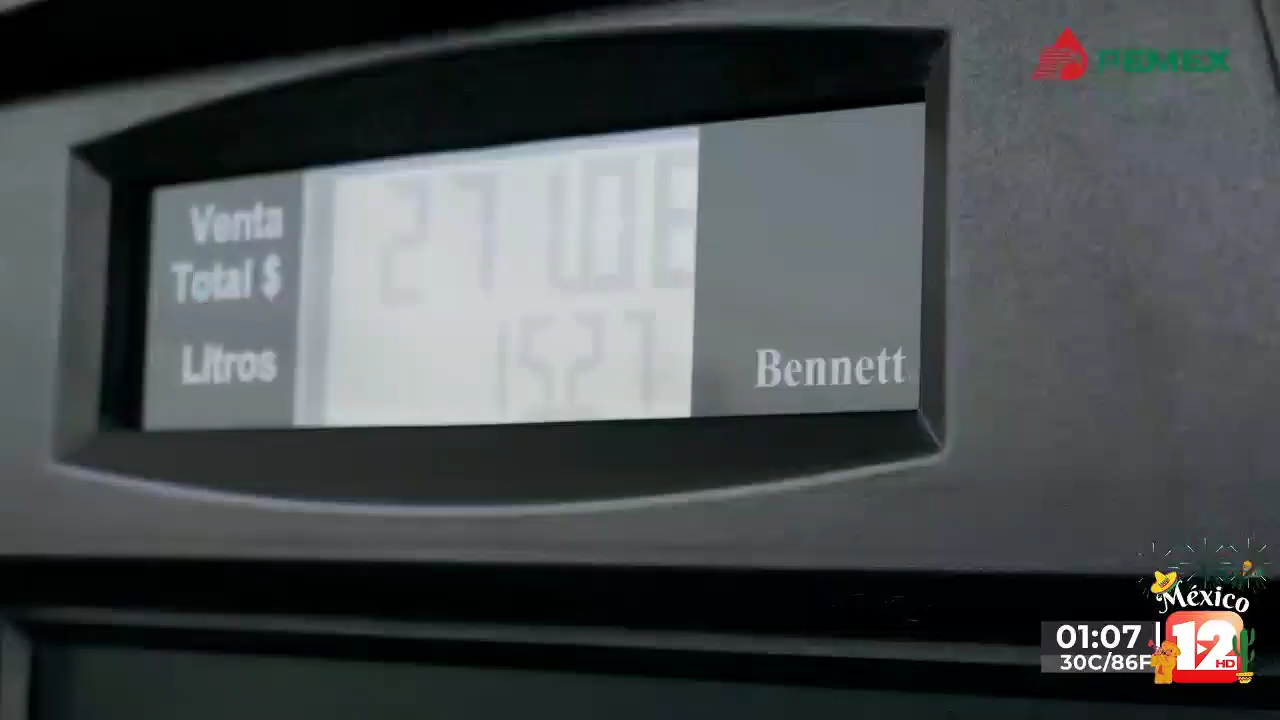 PEMEX
Venta
Total $
Litros
Bennett
México
01:07
30C/86F
12
HD